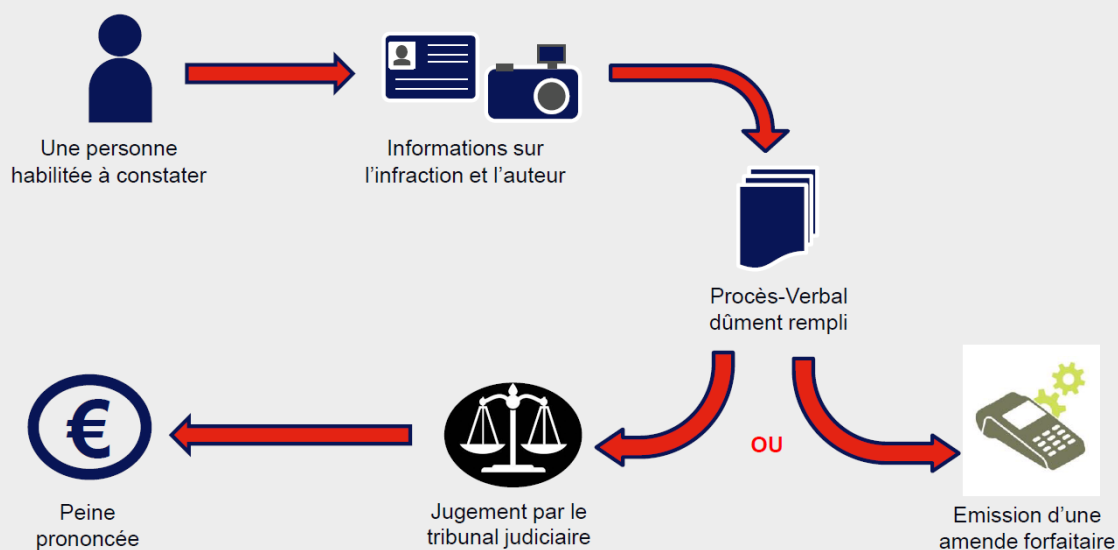 Une personne
habilitée à constater
Informations sur
l'infraction et l'auteur
Procès-Verbal
dûment rempli
€
Peine
prononcée
Jugement par le
tribunal judiciaire
OU
Emission d'une
amende forfaitaire